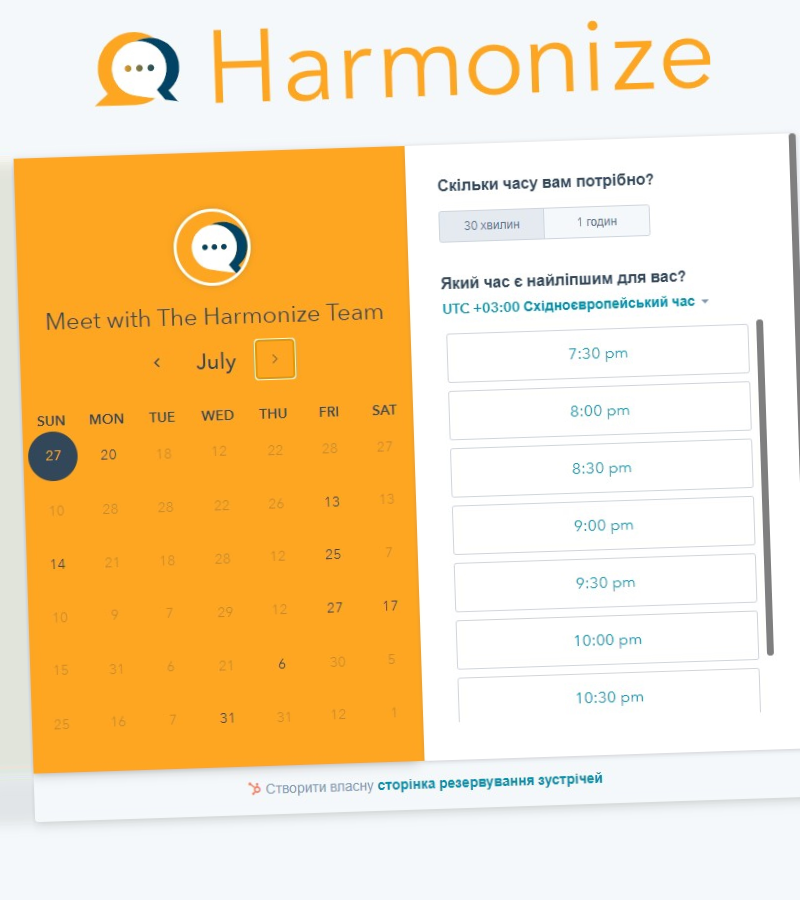 Harmonize
Meet with The Harmonize Team
July
SUN MON TUE WED THU FRI SAT
27 20 18 12 22 28 27
10 28 28 22 26 13 13
14 21 18 28 12 25 7
10 9 7 29 12 27 17
15 31 6 21 6 30 5
25 16 7 31 31 12 1
Скільки часу вам потрібно?
30 хвилин 1 годин
Який час є найліпшим для вас?
UTC +03:00 Східноєвропейський час
7:30 pm
8:00 pm
8:30 pm
9:00 pm
9:30 pm
10:00 pm
10:30 pm
Створити власну сторінка резервування зустрічей